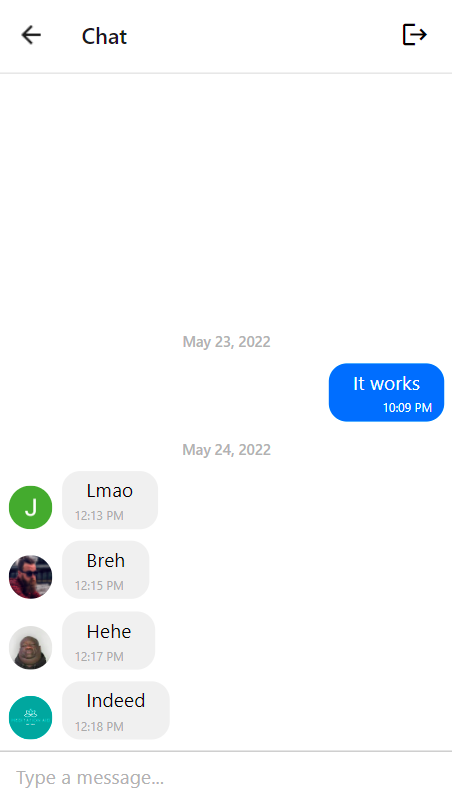 Chat
May 23, 2022
It works
10:09 PM
May 24, 2022
J
Lmao
12:13 PM
Breh
12:15 PM
Hehe
12:17 PM
Indeed
12:18 PM
Type a message...